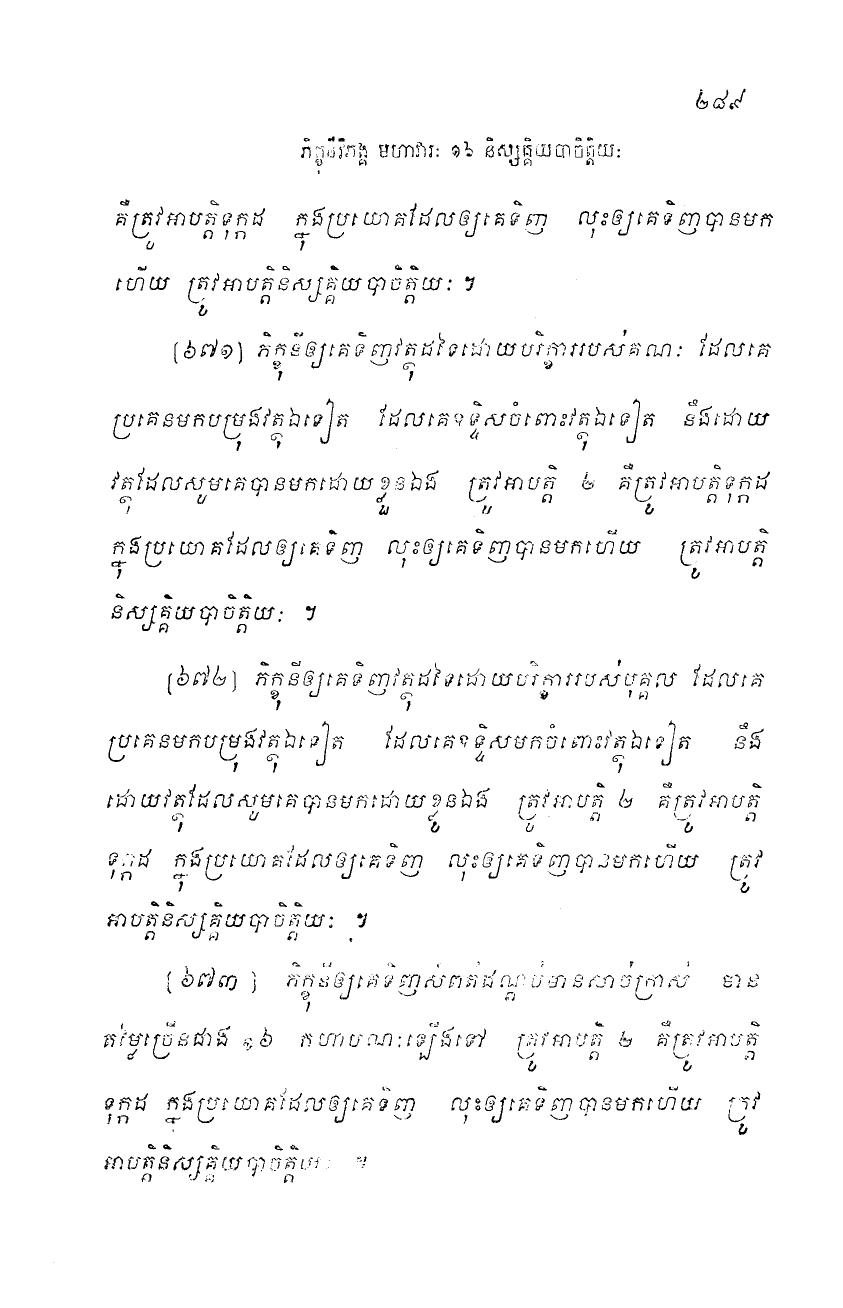 ២៨៩
ភិក្ខុនីវិភង្គ មហាវារៈ ១៦ និស្សគ្គិយបាចិត្តិយៈ
គឺត្រូវអាបត្តិទុក្កដ ក្នុងប្រយោគដែលឲ្យគេទិញ លុះឲ្យគេទិញបានមក
ហើយ ត្រូវអាបត្តិនិស្សគ្គិយបាចិត្តិយៈ ។
[៦៧១] ភិក្ខុនីឲ្យគេទិញវត្ថុដទៃដោយបរិក្ខាររបស់គណៈ ដែលគេ
ប្រគេនមកបម្រុងវត្ថុឯទៀត ដែលគេឧទ្ទិសចំពោះវត្ថុឯទៀត នឹងដោយ
វត្ថុដែលសូមគេបានមកដោយខ្លួនឯង ត្រូវអាបត្តិ ២ គឺត្រូវអាបត្តិទុក្កដ
ក្នុងប្រយោគដែលឲ្យគេទិញ លុះឲ្យគេទិញបានមកហើយ ត្រូវអាបត្តិ
និស្សគ្គិយបាចិត្តិយៈ ។
[៦៧២] ភិក្ខុនីឲ្យគេទិញវត្ថុដទៃដោយបរិក្ខាររបស់បុគ្គល ដែលគេ
ប្រគេនមកបម្រុងវត្ថុឯទៀត ដែលគេឧទ្ទិសមកចំពោះវត្ថុឯទៀត នឹង
ដោយវត្ថុដែលសូមគេបានមកដោយខ្លួនឯង ត្រូវអាបត្តិ ២ គឺត្រូវអាបត្តិ
ទុក្កដ ក្នុងប្រយោគដែលឲ្យគេទិញ លុះឲ្យគេទិញបានមកហើយ ត្រូវ
អាបត្តិនិស្សគ្គិយបាចិត្តិយៈ ។
[៦៧៣] ភិក្ខុនីឲ្យគេទិញសំពត់ដណ្តប់មានសាច់ក្រាស់ មាន
តម្លៃច្រើនជាង ១៦ កហាបណៈឡើងទៅ ត្រូវអាបត្តិ ២ គឺត្រូវអាបត្តិ
ទុក្កដ ក្នុងប្រយោគដែលឲ្យគេទិញ លុះឲ្យគេទិញបានមកហើយ ត្រូវ
អាបត្តិនិស្សគ្គិយបាចិត្តិយៈ ។